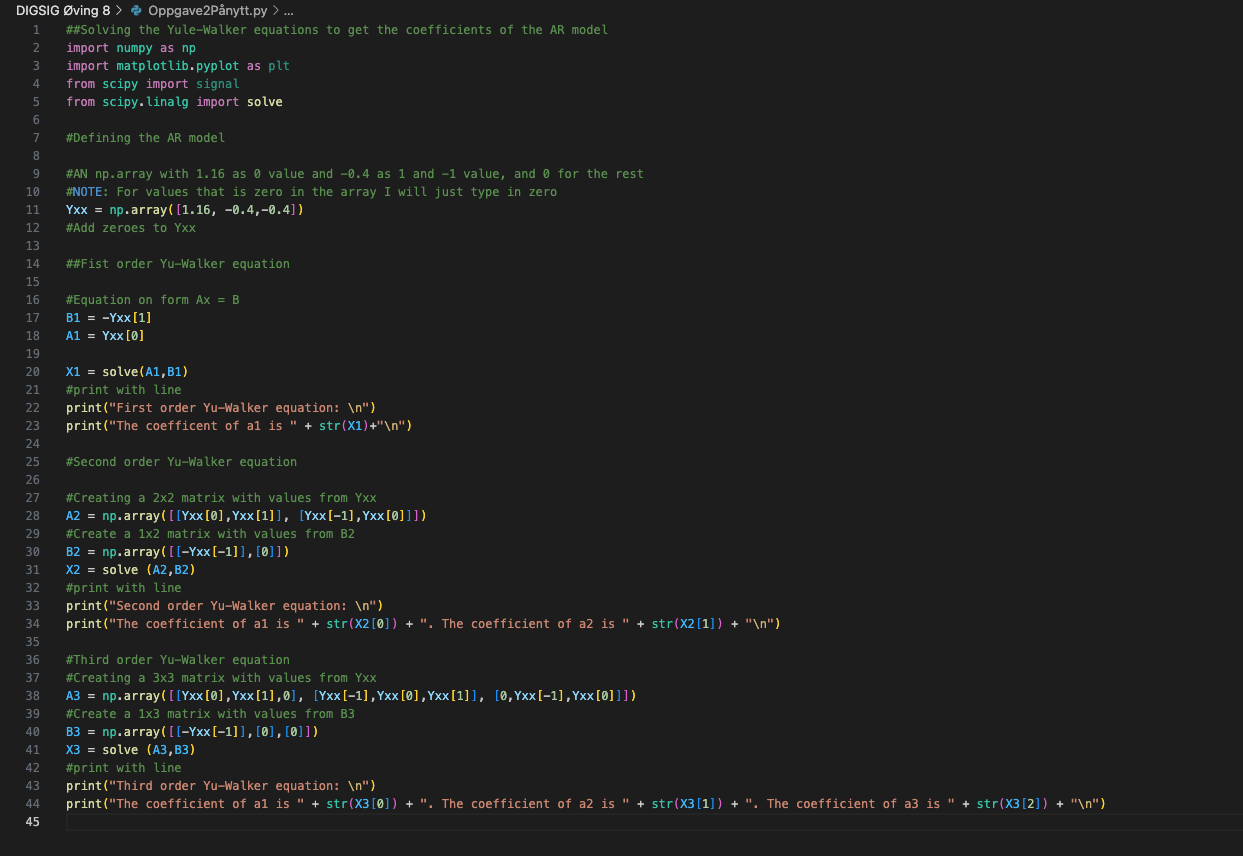 DIGSIG Øving 8 > Oppgave2Pånytt.py > ...
1 ##Solving the Yule-Walker equations to get the coefficients of the AR model
2 import numpy as np
3 import matplotlib.pyplot as plt
4 from scipy import signal
5 from scipy.linalg import solve
6
7 #Defining the AR model
8
9 #AN np.array with 1.16 as 0 value and -0.4 as 1 and -1 value, and 0 for the rest
10 #NOTE: For values that is zero in the array I will just type in zero
11 Yxx = np.array([1.16, -0.4,-0.4])
12 #Add zeroes to Yxx
13
14 ##Fist order Yu-Walker equation
15
16 #Equation on form Ax = B
17 B1 = -Yxx[1]
18 A1 = Yxx[0]
19
20 X1 = solve(A1,B1)
21 #print with line
22 print("First order Yu-Walker equation: \n")
23 print("The coefficent of a1 is " + str(X1)+"\n")
24
25 #Second order Yu-Walker equation
26
27 #Creating a 2x2 matrix with values from Yxx
28 A2 = np.array([[Yxx[0],Yxx[1]], [Yxx[-1],Yxx[0]]])
29 #Create a 1x2 matrix with values from B2
30 B2 = np.array([[-Yxx[-1]],[0]])
31 X2 = solve (A2,B2)
32 #print with line
33 print("Second order Yu-Walker equation: \n")
34 print("The coefficient of a1 is " + str(X2[0]) + ". The coefficient of a2 is " + str(X2[1]) + "\n")
35
36 #Third order Yu-Walker equation
37 #Creating a 3x3 matrix with values from Yxx
38 A3 = np.array([[Yxx[0],Yxx[1],0], [Yxx[-1],Yxx[0],Yxx[1]], [0,Yxx[-1],Yxx[0]]])
39 #Create a 1x3 matrix with values from B3
40 B3 = np.array([[-Yxx[-1]],[0],[0]])
41 X3 = solve (A3,B3)
42 #print with line
43 print("Third order Yu-Walker equation: \n")
44 print("The coefficient of a1 is " + str(X3[0]) + ". The coefficient of a2 is " + str(X3[1]) + ". The coefficient of a3 is " + str(X3[2]) + "\n")
45